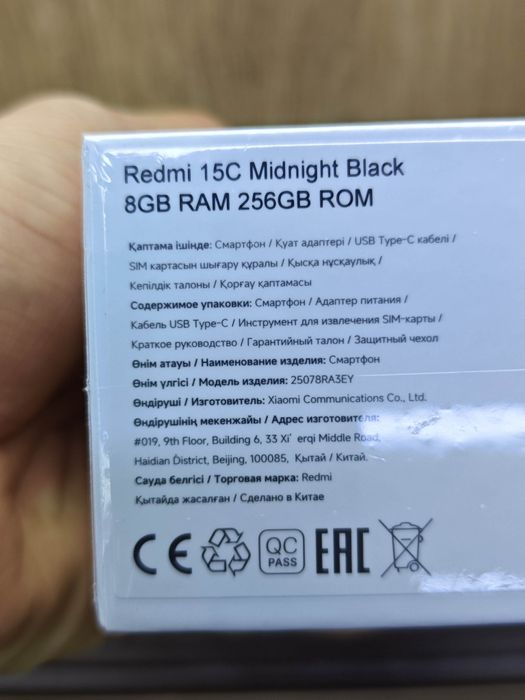 Redmi 15C Midnight Black
8GB RAM 256GB ROM
Қаптама ішінде: Смартфон / Қуат адаптері / USB Type-C кабелі /
SIM картасын шығару құралы / Қысқа нұсқаулық /
Кепілдік талоны / Қорғау қаптамасы
Содержимое упаковки: Смартфон / Адаптер питания /
Кабель USB Type-C / Инструмент для извлечения SIM-карты /
Краткое руководство / Гарантийный талон / Защитный чехол
Өнім атауы / Наименование изделия: Смартфон
Өнім үлгісі / Модель изделия: 25078RA3EY
Өндіруші / Изготовитель: Xiaomi Communications Co., Ltd.
Өндірушінің мекенжайы / Адрес изготовителя:
#019, 9th Floor, Building 6, 33 Xi' erqi Middle Road,
Haidian District, Beijing, 100085, Қытай / Китай.
Сауда белгісі / Торговая марка: Redmi
Қытайда жасалған / Сделано в Китае
CE QC PASS EAC